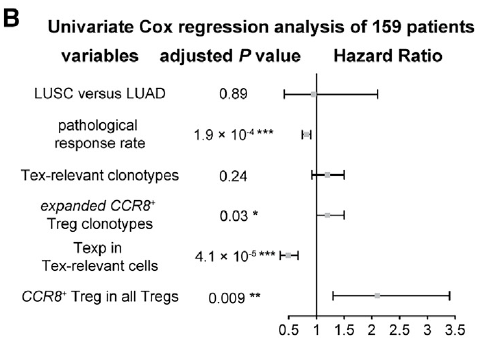 B
Univariate Cox regression analysis of 159 patients
variables adjusted P value Hazard Ratio
LUSC versus LUAD 0.89
pathological
response rate 1.9 × 10⁻⁴ ***
Tex-relevant clonotypes 0.24
expanded CCR8⁺
Treg clonotypes 0.03 *
Texp in
Tex-relevant cells 4.1 × 10⁻⁵ ***
CCR8⁺ Treg in all Tregs 0.009 **
0.5 1 1.5 2 2.5 3 3.5